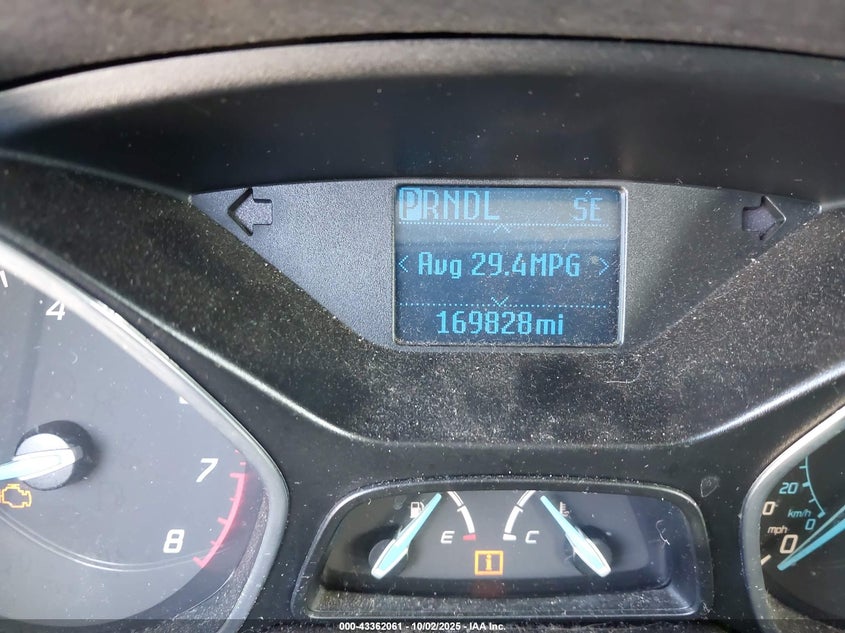 PRNDL SE
Avg 29.4MPG
169828mi
4
7
8
E C
i
20
km/h
0
0
mph
0
000-43362061 - 10/02/2025 - IAA Inc.